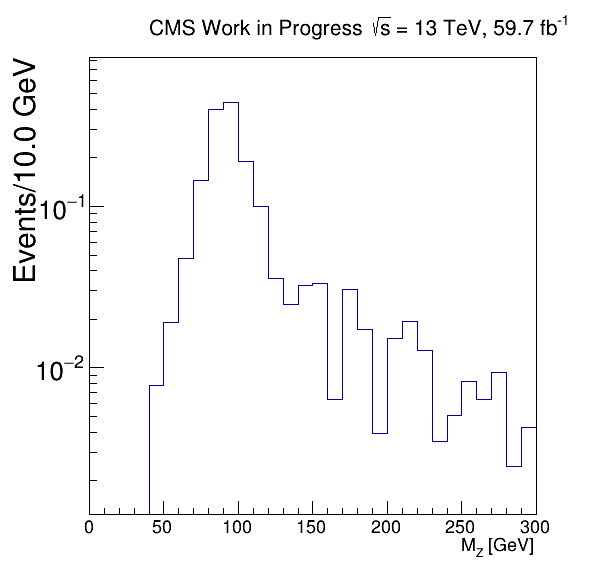 CMS Work in Progress √s = 13 TeV, 59.7 fb⁻¹
Events/10.0 GeV
10⁻¹
10⁻²
0 50 100 150 200 250 300
M_Z [GeV]